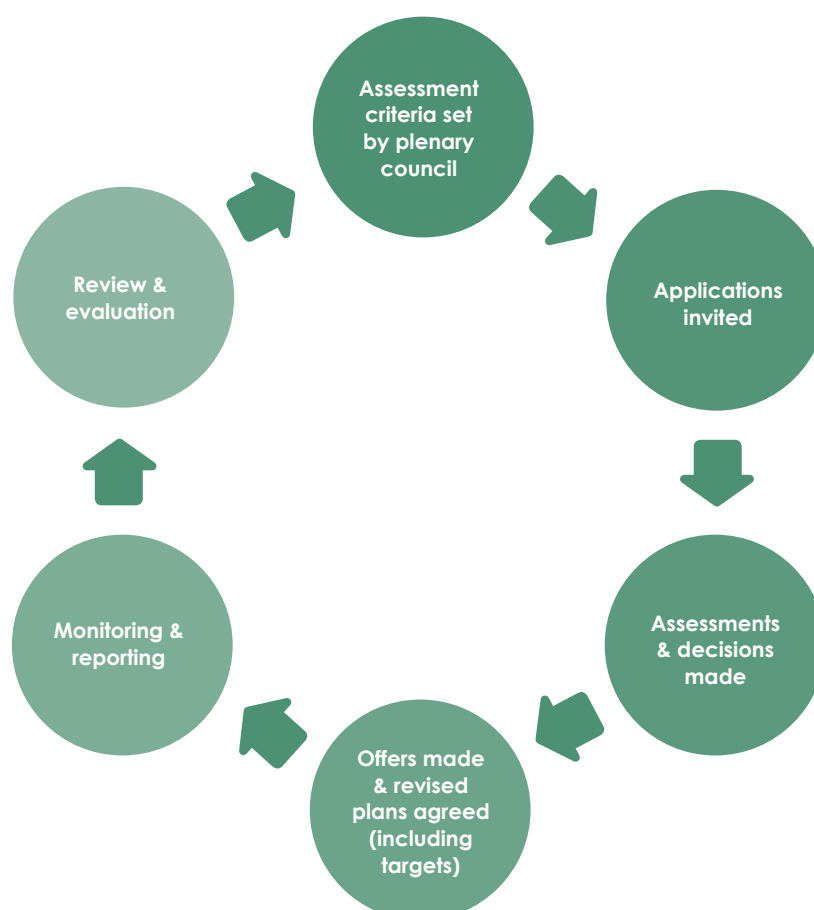 Assessment
criteria set
by plenary
council
Applications
invited
Assessments
& decisions
made
Offers made
& revised
plans agreed
(including
targets)
Monitoring &
reporting
Review &
evaluation